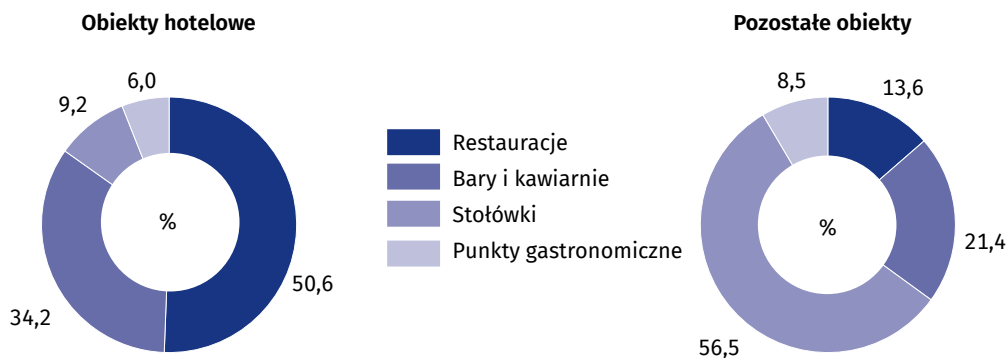 Obiekty hotelowe
6,0
9,2
%
50,6
34,2
Restauracje
Bary i kawiarnie
Stołówki
Punkty gastronomiczne
Pozostałe obiekty
8,5
13,6
%
21,4
56,5